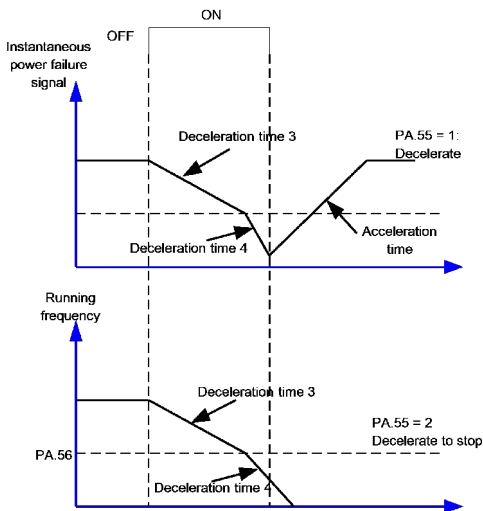 ON
OFF
Instantaneous
power failure
signal
Deceleration time 3
PA.55 = 1:
Decelerate
Deceleration time 4
Acceleration
time
Running
frequency
Deceleration time 3
PA.55 = 2
Decelerate to stop
PA.56
Deceleration time 4